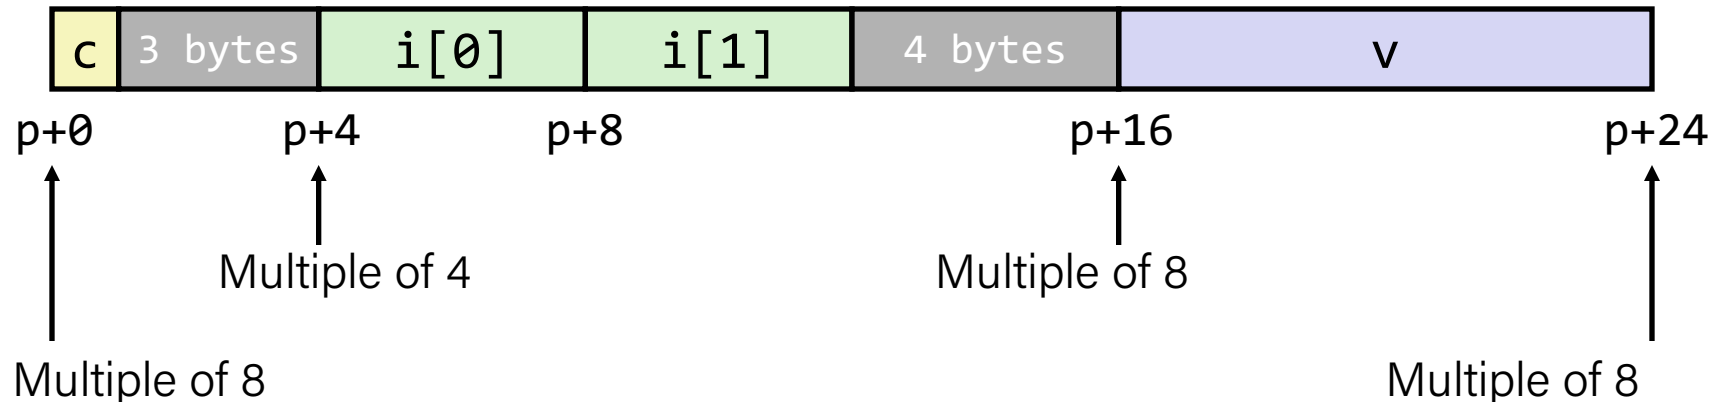 c 3 bytes i[0] i[1] 4 bytes v
p+0 p+4 p+8 p+16 p+24
Multiple of 4 Multiple of 8
Multiple of 8 Multiple of 8